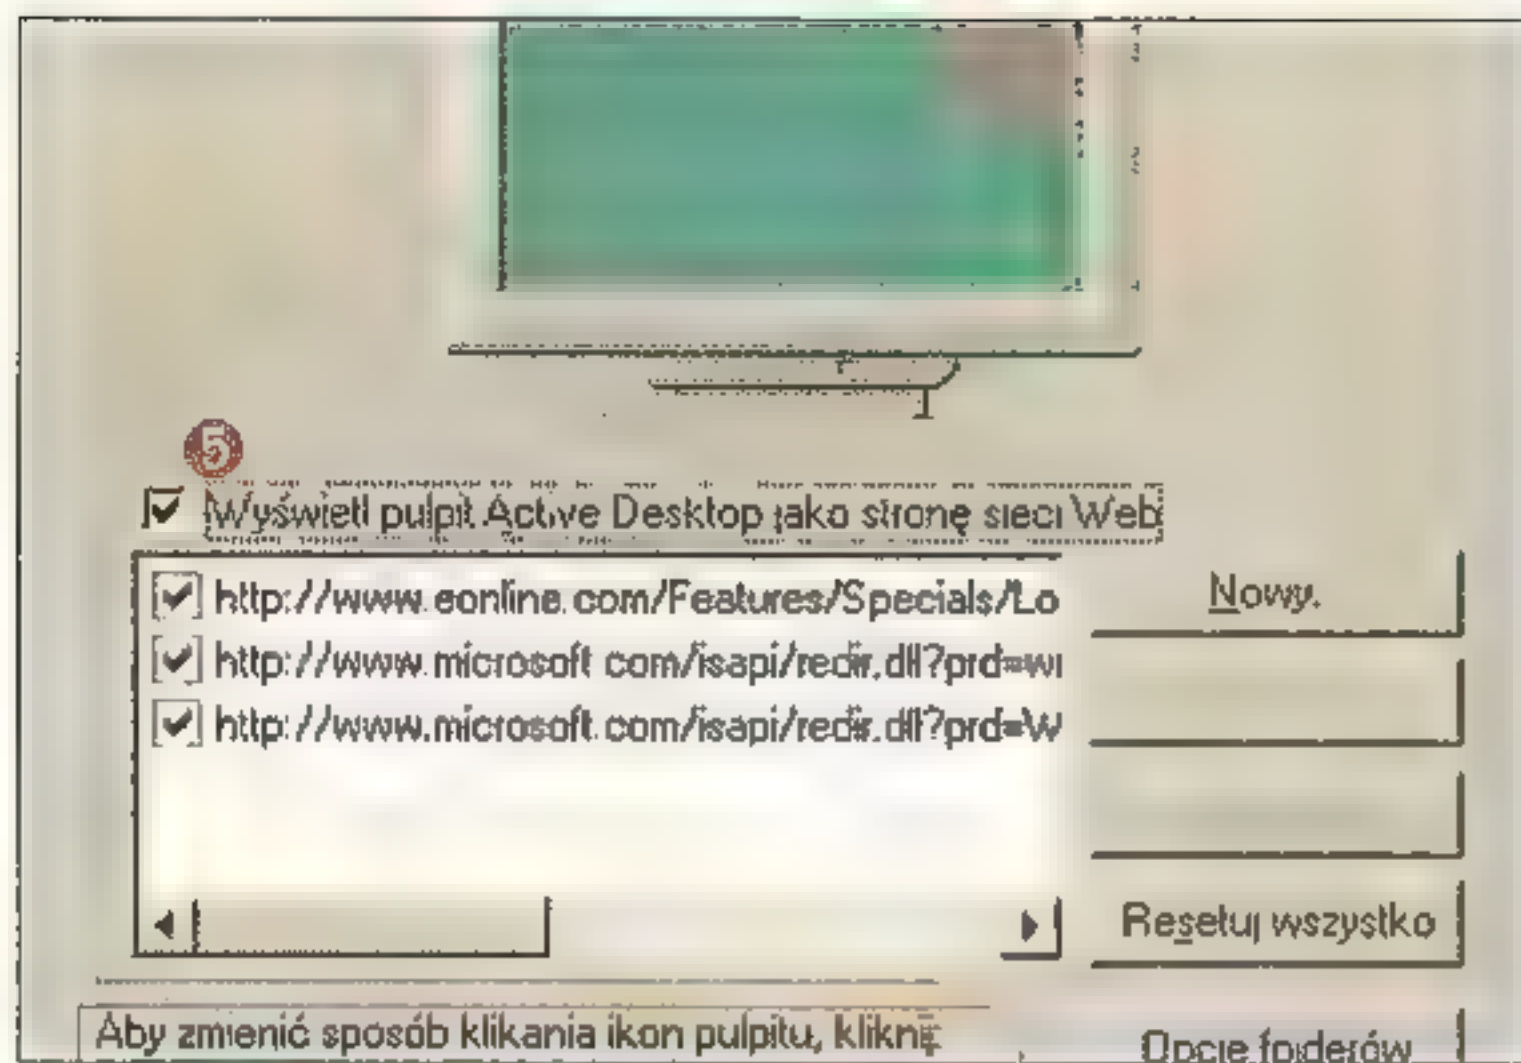 5
Wyświetl pulpit Active Desktop jako stronę sieci Web
http://www.eonline.com/Features/Specials/Lo
http://www.microsoft.com/isapi/redir.dll?prd=wi
http://www.microsoft.com/isapi/redir.dll?prd=W
Nowy.
Resetuj wszystko
Aby zmienić sposób klikania ikon pulpitu, kliknij
Opcje folderów